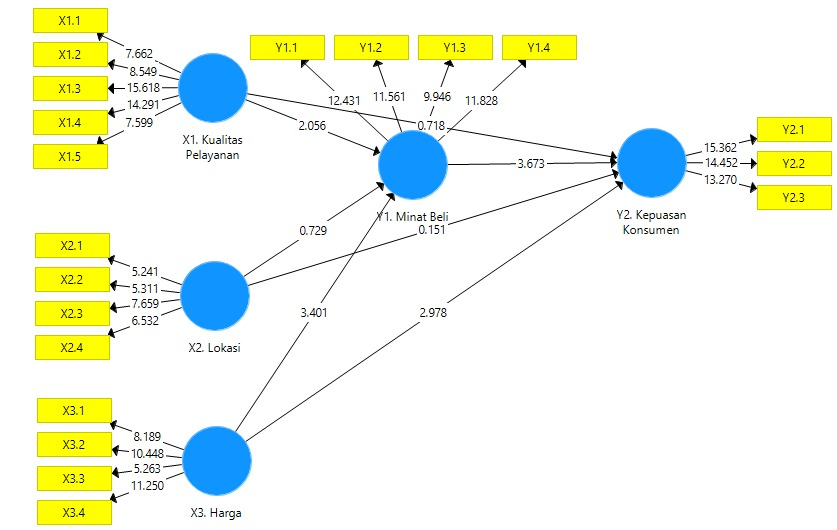 X1.1
X1.2
X1.3
X1.4
X1.5
7.662
8.549
15.618
14.291
7.599
X1. Kualitas
Pelayanan
Y1.1
Y1.2
Y1.3
Y1.4
12.431
11.561
9.946
11.828
2.056
0.718
Y1. Minat Beli
3.673
Y2.1
Y2.2
Y2.3
15.362
14.452
13.270
Y2. Kepuasan
Konsumen
X2.1
X2.2
X2.3
X2.4
5.241
5.311
7.659
6.532
X2. Lokasi
0.729
0.151
3.401
2.978
X3.1
X3.2
X3.3
X3.4
8.189
10.448
5.263
11.250
X3. Harga